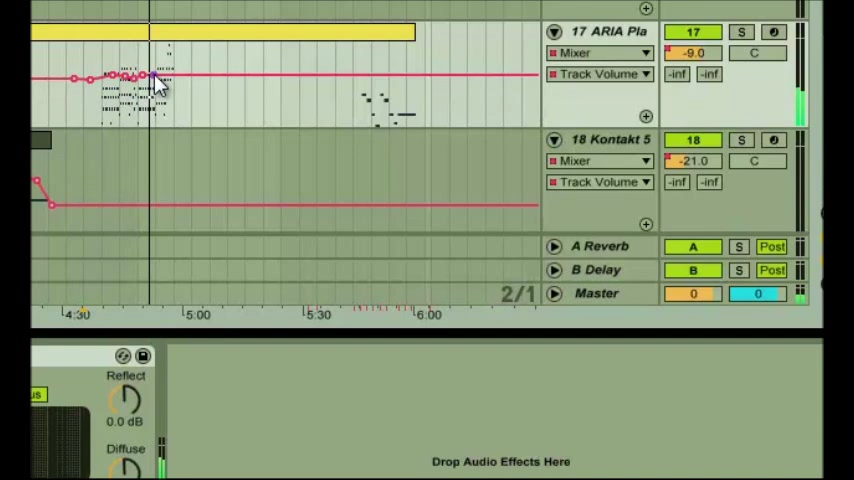 17 ARIA Pla 17 S
Mixer -9.0 C
Track Volume -inf -inf
18 Kontakt 5 18 S
Mixer -21.0 C
Track Volume -inf -inf
A Reverb A S Post
B Delay B S Post
2/1 Master 0 0
4:30 5:00 5:30 6:00
Reflect
us
0.0 dB
Diffuse
Drop Audio Effects Here